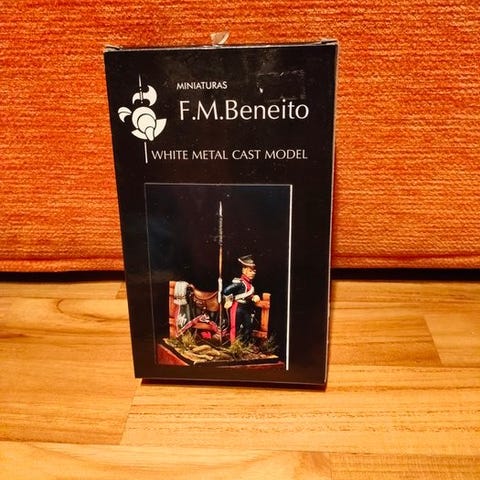 MINIATURAS
F.M.Beneito
WHITE METAL CAST MODEL